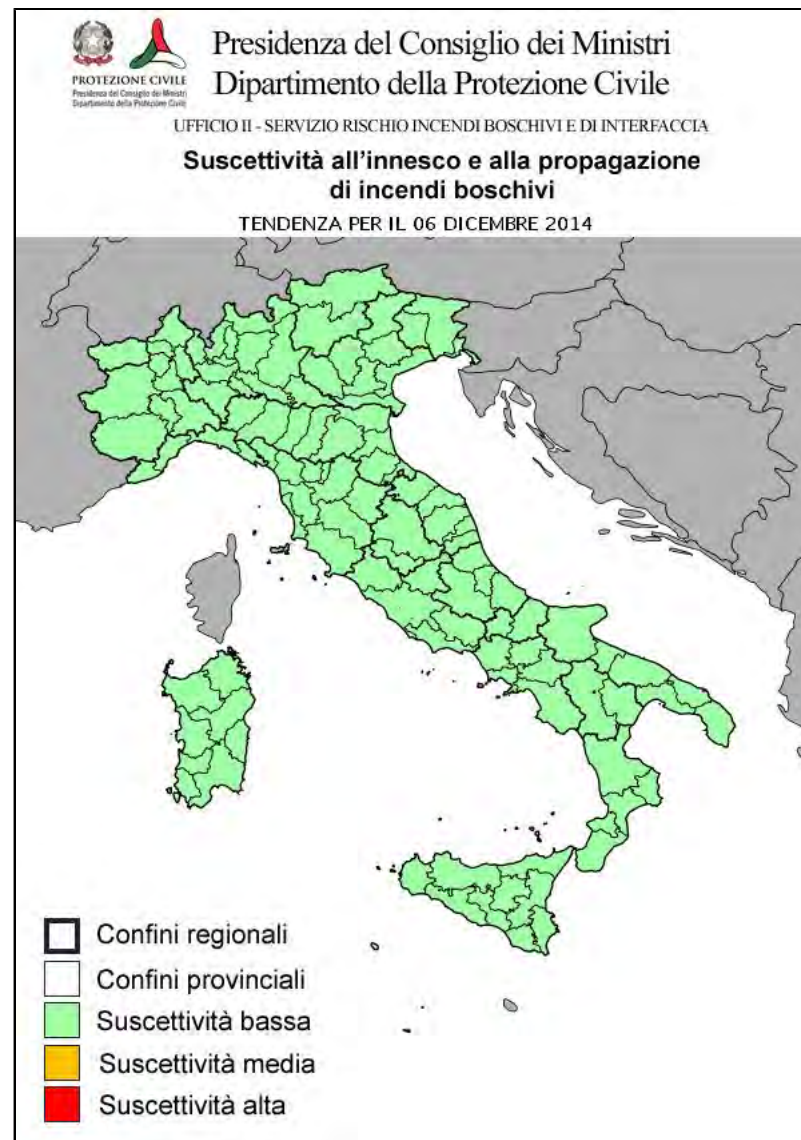 PROTEZIONE CIVILE
Presidenza del Consiglio dei Ministri
Dipartimento della Protezione Civile
Presidenza del Consiglio dei Ministri
Dipartimento della Protezione Civile
UFFICIO II - SERVIZIO RISCHIO INCENDI BOSCHIVI E DI INTERFACCIA
Suscettività all'innesco e alla propagazione
di incendi boschivi
TENDENZA PER IL 06 DICEMBRE 2014
Confini regionali
Confini provinciali
Suscettività bassa
Suscettività media
Suscettività alta